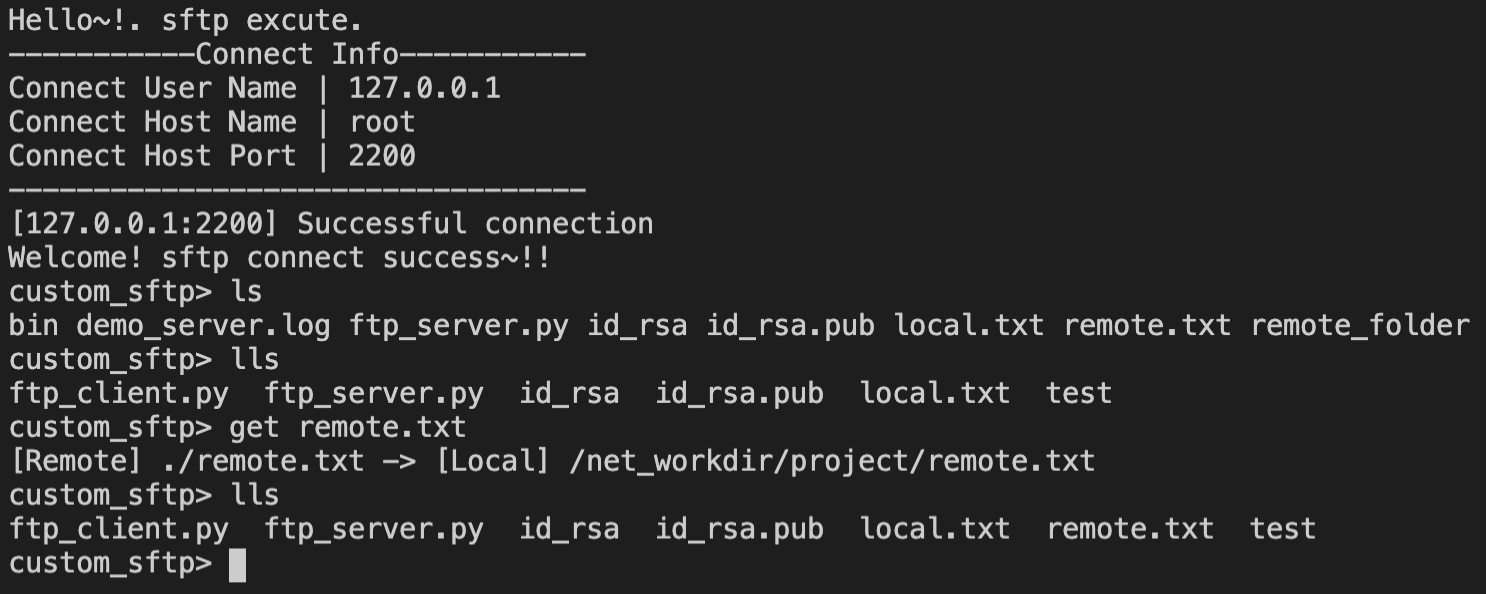 Hello~!. sftp excute.
-----------Connect Info-----------
Connect User Name | 127.0.0.1
Connect Host Name | root
Connect Host Port | 2200
----------------------------------
[127.0.0.1:2200] Successful connection
Welcome! sftp connect success~!!
custom_sftp> ls
bin demo_server.log ftp_server.py id_rsa id_rsa.pub local.txt remote.txt remote_folder
custom_sftp> lls
ftp_client.py  ftp_server.py  id_rsa  id_rsa.pub  local.txt  test
custom_sftp> get remote.txt
[Remote] ./remote.txt -> [Local] /net_workdir/project/remote.txt
custom_sftp> lls
ftp_client.py  ftp_server.py  id_rsa  id_rsa.pub  local.txt  remote.txt  test
custom_sftp>